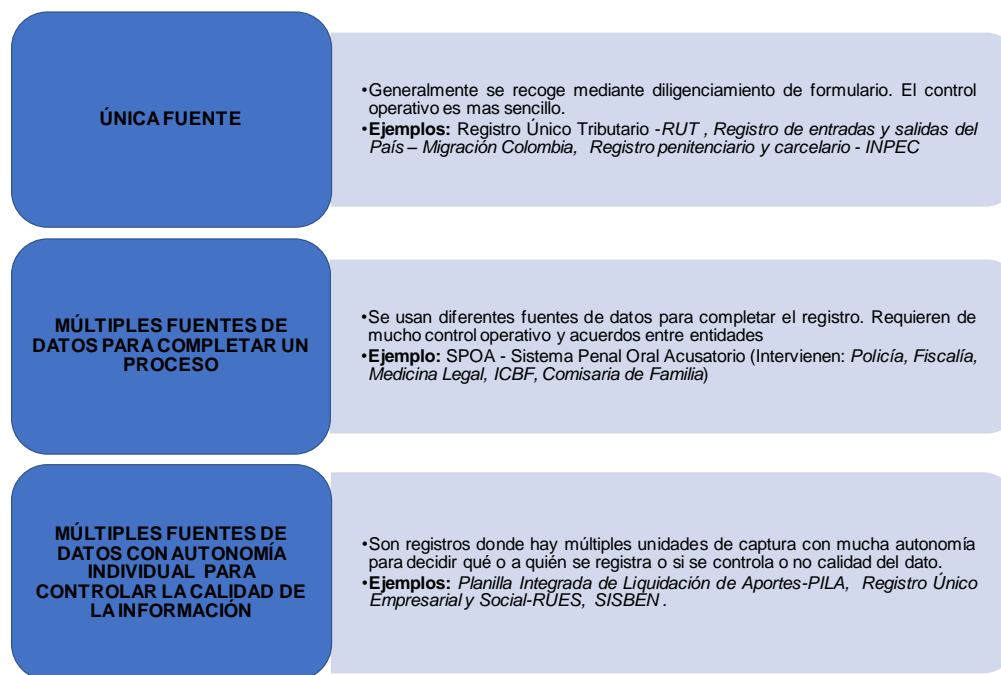 ÚNICA FUENTE
•Generalmente se recoge mediante diligenciamiento de formulario. El control
operativo es mas sencillo.
•Ejemplos: Registro Único Tributario -RUT , Registro de entradas y salidas del
País – Migración Colombia, Registro penitenciario y carcelario - INPEC
MÚLTIPLES FUENTES DE
DATOS PARA COMPLETAR UN
PROCESO
•Se usan diferentes fuentes de datos para completar el registro. Requieren de
mucho control operativo y acuerdos entre entidades
•Ejemplo: SPOA - Sistema Penal Oral Acusatorio (Intervienen: Policía, Fiscalía,
Medicina Legal, ICBF, Comisaria de Familia)
MÚLTIPLES FUENTES DE
DATOS CON AUTONOMÍA
INDIVIDUAL PARA
CONTROLAR LA CALIDAD DE
LA INFORMACIÓN
•Son registros donde hay múltiples unidades de captura con mucha autonomía
para decidir qué o a quién se registra o si se controla o no calidad del dato.
•Ejemplos: Planilla Integrada de Liquidación de Aportes-PILA, Registro Único
Empresarial y Social-RUES, SISBEN .